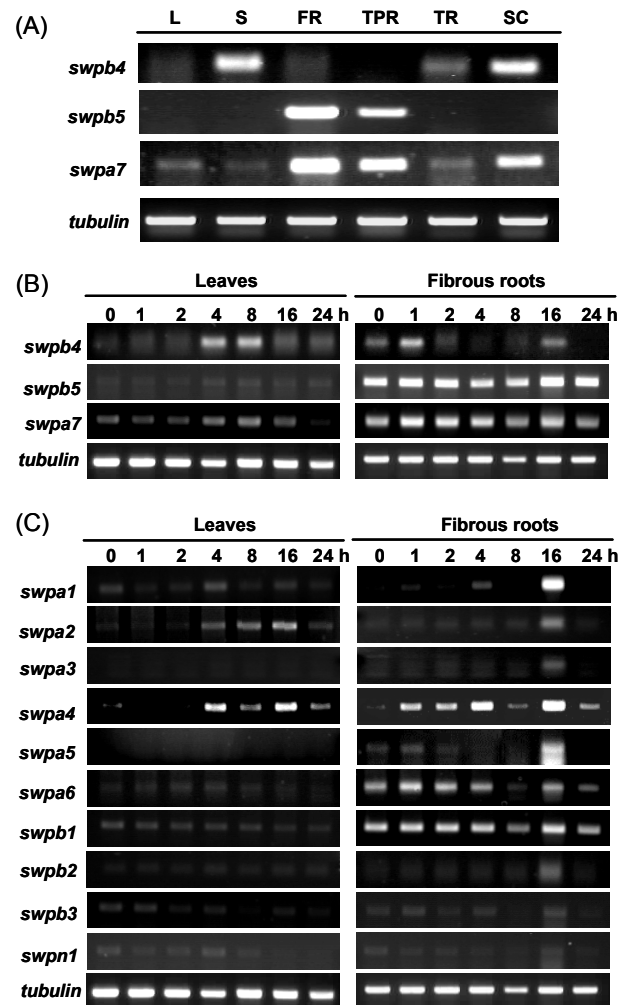 (A)
L S FR TPR TR SC
swpb4
swpb5
swpa7
tubulin
(B)
Leaves Fibrous roots
0 1 2 4 8 16 24 h 0 1 2 4 8 16 24 h
swpb4
swpb5
swpa7
tubulin
(C)
Leaves Fibrous roots
0 1 2 4 8 16 24 h 0 1 2 4 8 16 24 h
swpa1
swpa2
swpa3
swpa4
swpa5
swpa6
swpb1
swpb2
swpb3
swpn1
tubulin